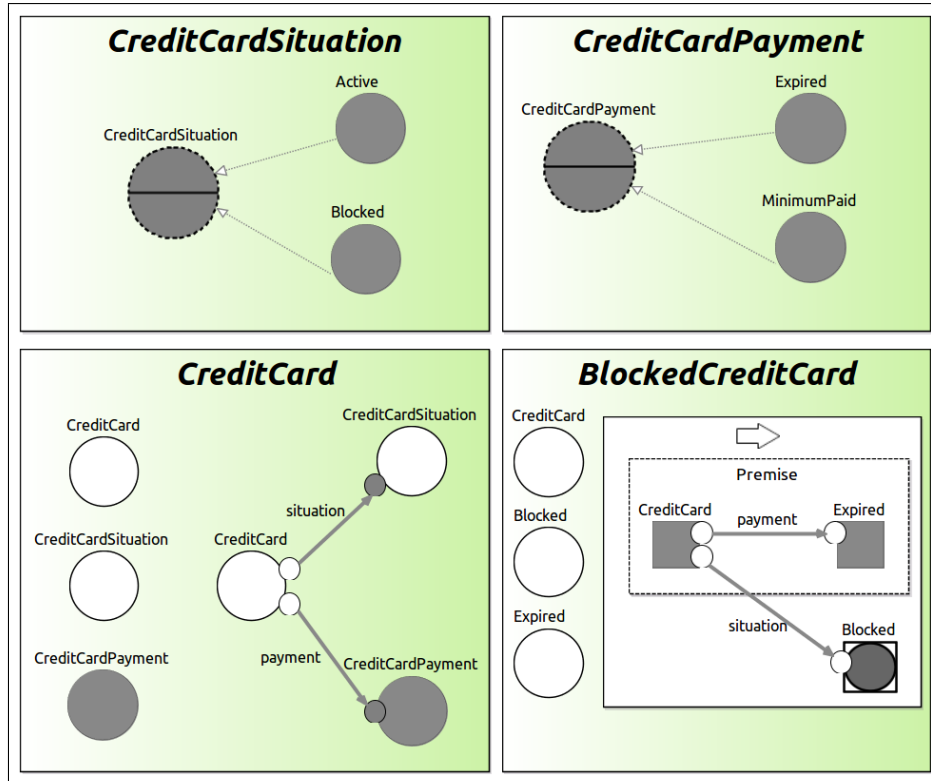 CreditCardSituation
Active
CreditCardSituation
Blocked
CreditCardPayment
Expired
CreditCardPayment
MinimumPaid
CreditCard
CreditCardSituation
CreditCard
situation
CreditCardSituation
CreditCard
payment
CreditCardPayment
CreditCardPayment
BlockedCreditCard
CreditCard
Premise
CreditCard
payment
Expired
Blocked
Expired
situation
Blocked